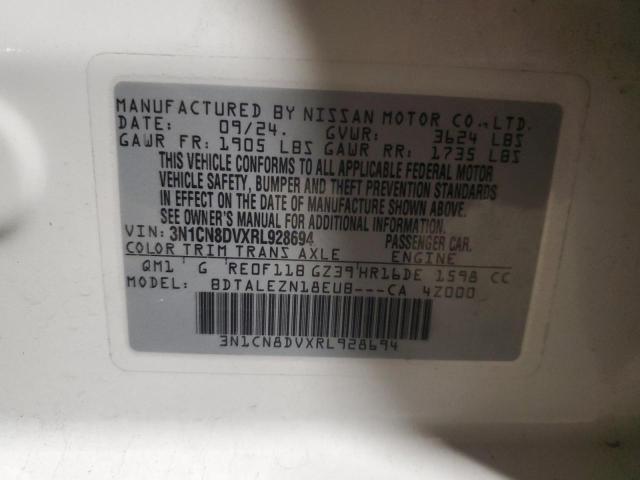 MANUFACTURED BY NISSAN MOTOR CO.,LTD.
DATE: 09/24. GVWR: 3624 LBS
GAWR FR: 1905 LBS GAWR RR: 1735 LBS
THIS VEHICLE CONFORMS TO ALL APPLICABLE FEDERAL MOTOR
VEHICLE SAFETY, BUMPER AND THEFT PREVENTION STANDARDS
IN EFFECT ON THE DATE OF MANUFACTURE SHOWN ABOVE.
SEE OWNER'S MANUAL FOR ADDITIONAL INFORMATION.
VIN: 3N1CN8DVXRL928694 PASSENGER CAR.
COLOR TRIM TRANS AXLE ENGINE
QM1 G RE0F11B GZ39 HR16DE 1598 CC
MODEL: BDTALEZN18EUB---CA 4Z000
3N1CN8DVXRL928694